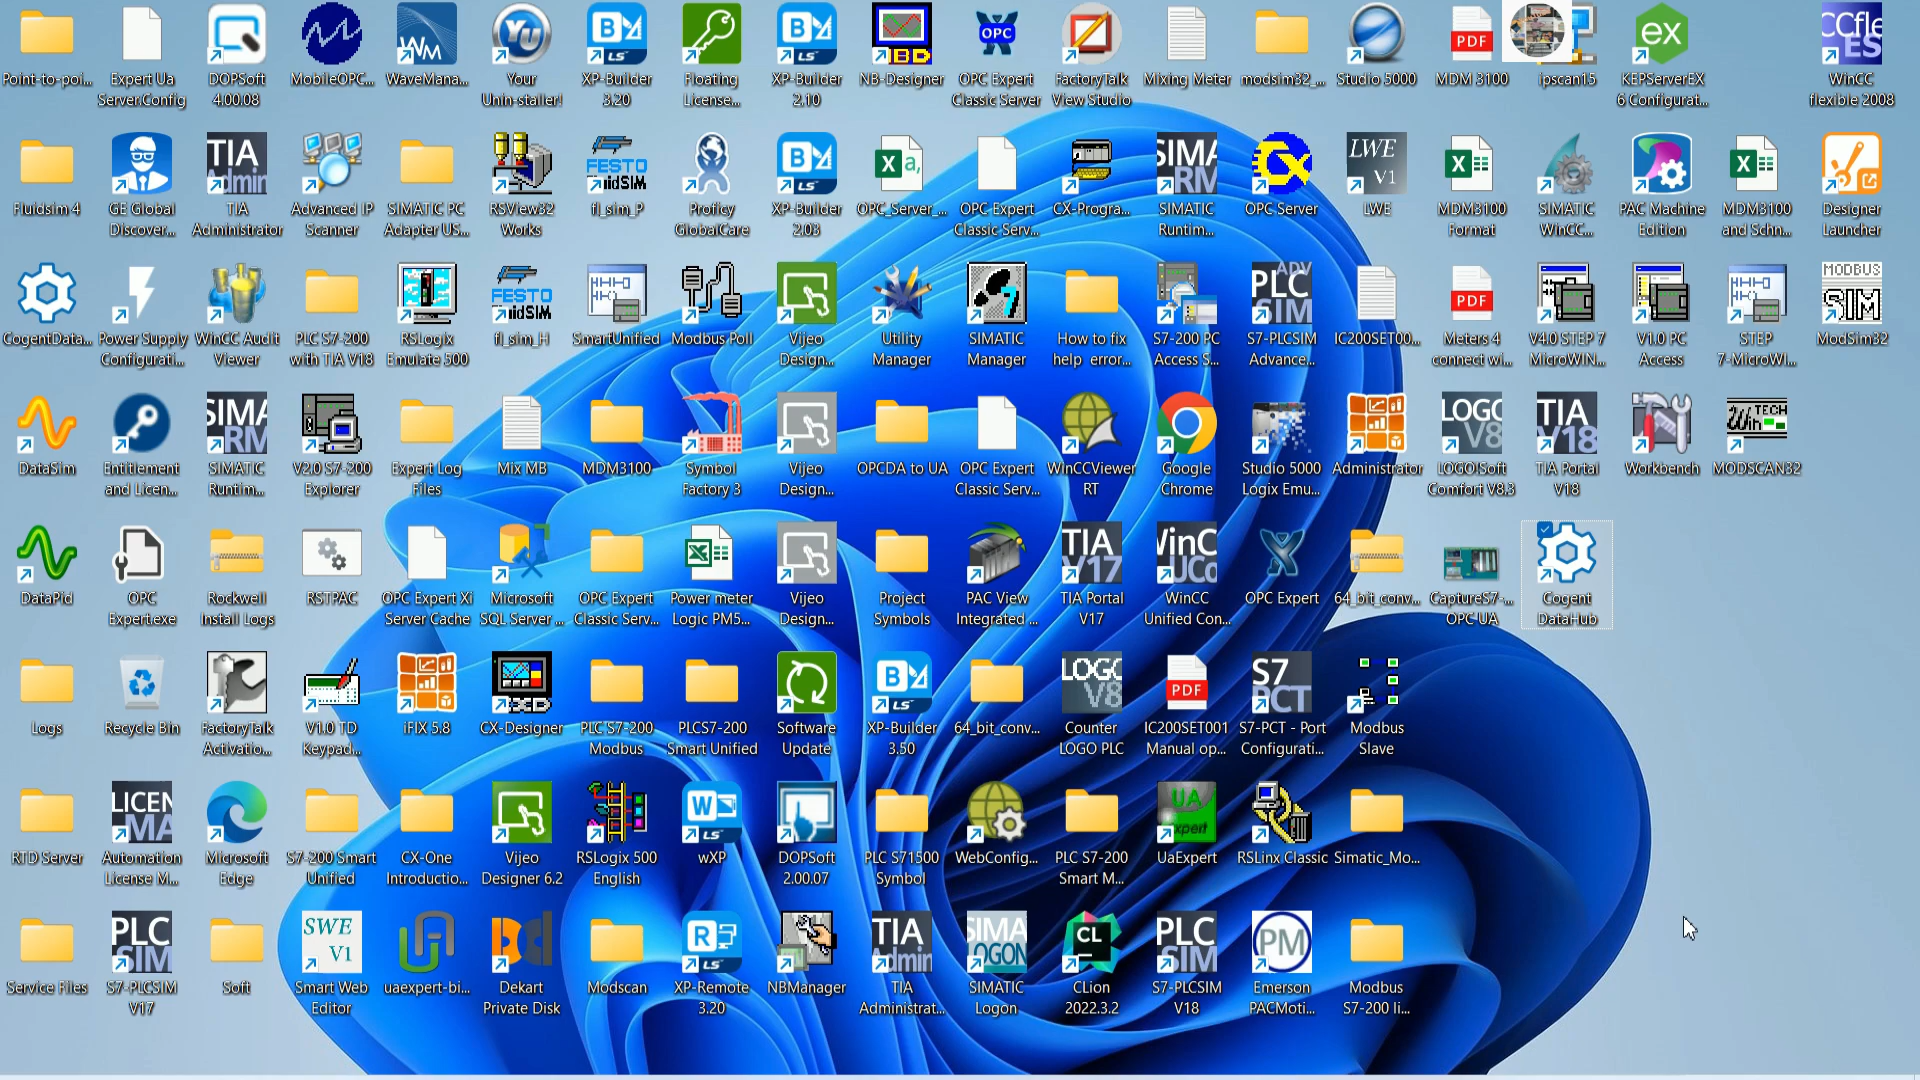 Point-to-poi...
Expert Ua
Server.Config
DOPSoft
4.00.08
MobileOPC...
WaveMana...
Your
Unin-staller!
XP-Builder
3.20
Floating
License...
XP-Builder
2.10
NB-Designer
OPC Expert
Classic Server
FactoryTalk
View Studio
Mixing Meter
modsim32_...
Studio 5000
MDM 3100
ipscan15
KEPServerEX
6 Configurat...
WinCC
flexible 2008
Fluidsim 4
GE Global
Discover...
TIA
Administrator
Advanced IP
Scanner
SIMATIC PC
Adapter US...
RSView32
Works
fl_sim_P
Proficy
GlobalCare
XP-Builder
2.03
OPC_Server_...
OPC Expert
Classic Serv...
CX-Progra...
SIMATIC
Runtim...
OPC Server
LWE
MDM3100
Format
SIMATIC
WinCC...
PAC Machine
Edition
MDM3100
and Schn...
Designer
Launcher
CogentData...
Power Supply
Configurati...
WinCC Audit
Viewer
PLC S7-200
with TIA V18
RSLogix
Emulate 500
fl_sim_H
SmartUnified
Modbus Poll
Vijeo
Design...
Utility
Manager
SIMATIC
Manager
How to fix
help error...
S7-200 PC
Access S...
S7-PLCSIM
Advance...
IC200SET00...
Meters 4
connect wi...
V4.0 STEP 7
MicroWIN...
V1.0 PC
Access
STEP
7-MicroWI...
ModSim32
DataSim
Entitlement
and Licen...
SIMATIC
Runtim...
V2.0 S7-200
Explorer
Expert Log
Files
Mix MB
MDM3100
Symbol
Factory 3
Vijeo
Design...
OPCDA to UA
OPC Expert
Classic Serv...
WinCCViewer
RT
Google
Chrome
Studio 5000
Logix Emu...
Administrator
LOGO!Soft
Comfort V8.3
TIA Portal
V18
Workbench
MODSCAN32
DataPid
OPC
Expert.exe
Rockwell
Install Logs
RSTPAC
OPC Expert Xi
Server Cache
Microsoft
SQL Server ...
OPC Expert
Classic Serv...
Power meter
Logic PM5...
Vijeo
Design...
Project
Symbols
PAC View
Integrated ...
TIA Portal
V17
WinCC
Unified Con...
OPC Expert
64_bit_conv...
CaptureS7-...
OPC UA
Cogent
DataHub
Logs
Recycle Bin
FactoryTalk
Activatio...
V1.0 TD
Keypad...
iFIX 5.8
CX-Designer
PLC S7-200
Modbus
PLCS7-200
Smart Unified
Software
Update
XP-Builder
3.50
64_bit_conv...
Counter
LOGO PLC
IC200SET001
Manual op...
S7-PCT - Port
Configurati...
Modbus
Slave
RTD Server
Automation
License M...
Microsoft
Edge
S7-200 Smart
Unified
CX-One
Introductio...
Vijeo
Designer 6.2
RSLogix 500
English
wXP
DOPSoft
2.00.07
PLC S71500
Symbol
WebConfig...
PLC S7-200
Smart M...
UaExpert
RSLinx Classic
Simatic_Mo...
Service Files
S7-PLCSIM
V17
Soft
Smart Web
Editor
uaexpert-bi...
Dekart
Private Disk
Modscan
XP-Remote
3.20
NBManager
TIA
Administrat...
SIMATIC
Logon
CLion
2022.3.2
S7-PLCSIM
V18
Emerson
PACMoti...
Modbus
S7-200 li...